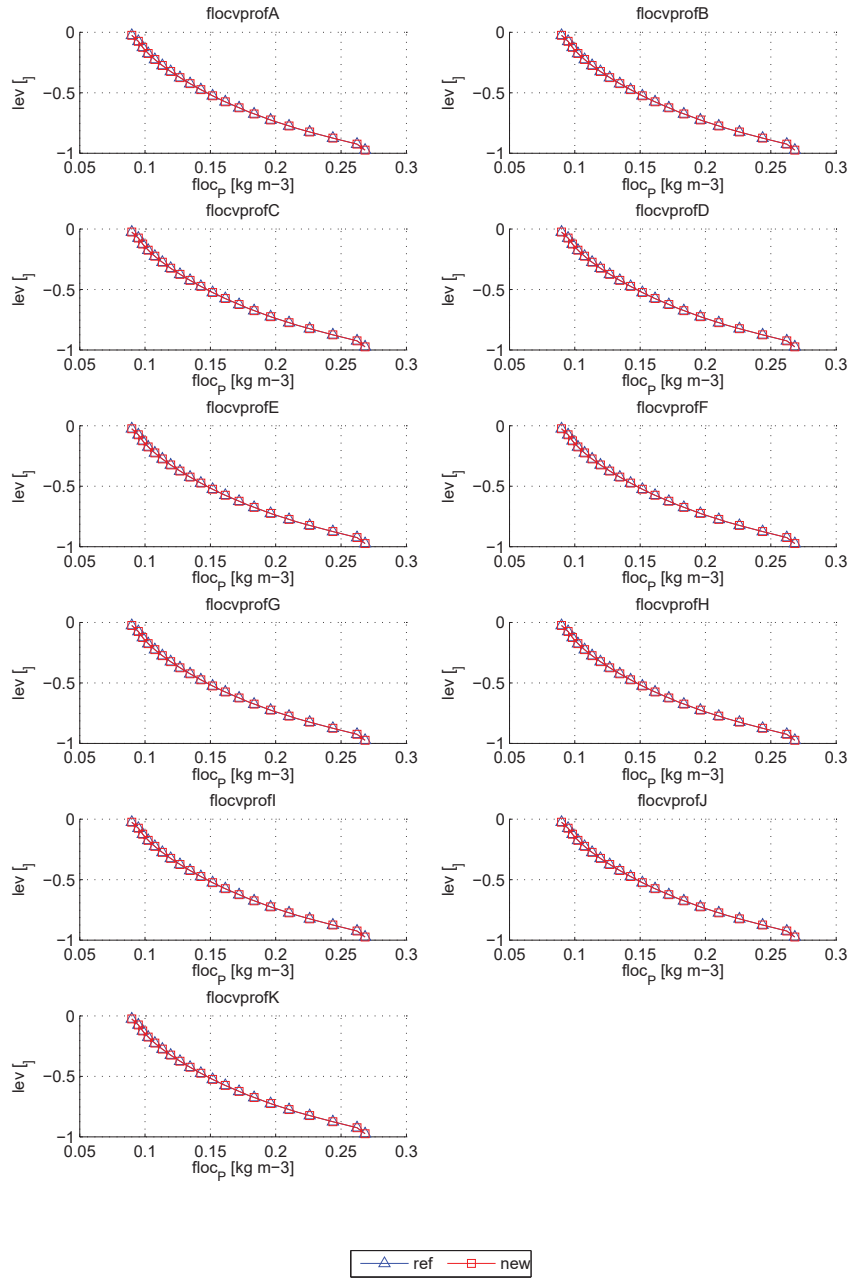 flocvprofA
0
−0.5
−1
lev [_]
0.05 0.1 0.15 0.2 0.25 0.3
floc_P [kg m−3]
flocvprofB
0
−0.5
−1
lev [_]
0.05 0.1 0.15 0.2 0.25 0.3
floc_P [kg m−3]
flocvprofC
0
−0.5
−1
lev [_]
0.05 0.1 0.15 0.2 0.25 0.3
floc_P [kg m−3]
flocvprofD
0
−0.5
−1
lev [_]
0.05 0.1 0.15 0.2 0.25 0.3
floc_P [kg m−3]
flocvprofE
0
−0.5
−1
lev [_]
0.05 0.1 0.15 0.2 0.25 0.3
floc_P [kg m−3]
flocvprofF
0
−0.5
−1
lev [_]
0.05 0.1 0.15 0.2 0.25 0.3
floc_P [kg m−3]
flocvprofG
0
−0.5
−1
lev [_]
0.05 0.1 0.15 0.2 0.25 0.3
floc_P [kg m−3]
flocvprofH
0
−0.5
−1
lev [_]
0.05 0.1 0.15 0.2 0.25 0.3
floc_P [kg m−3]
flocvprofI
0
−0.5
−1
lev [_]
0.05 0.1 0.15 0.2 0.25 0.3
floc_P [kg m−3]
flocvprofJ
0
−0.5
−1
lev [_]
0.05 0.1 0.15 0.2 0.25 0.3
floc_P [kg m−3]
flocvprofK
0
−0.5
−1
lev [_]
0.05 0.1 0.15 0.2 0.25 0.3
floc_P [kg m−3]
ref new